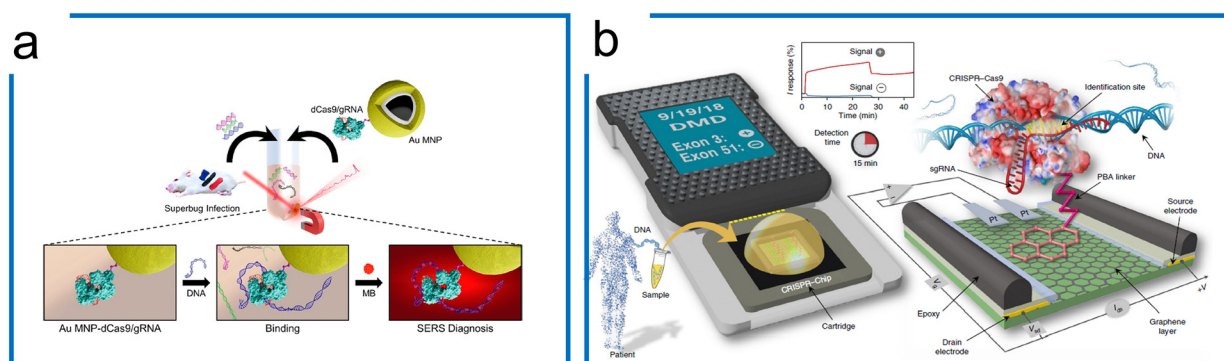 a
dCas9/gRNA
Au MNP
Superbug Infection
DNA
MB
Au MNP-dCas9/gRNA
Binding
SERS Diagnosis
b
9/19/18
DMD
Exon 3: +
Exon 51: −
I response (%)
Signal +
Signal −
0 20 40
Time (min)
Detection
time
15 min
CRISPR–Cas9
Identification site
DNA
sgRNA
PBA linker
Source
electrode
Pt
Pt
DNA
Sample
Patient
CRISPR–Chip
Cartridge
Epoxy
Drain
electrode
Graphene
layer
+V